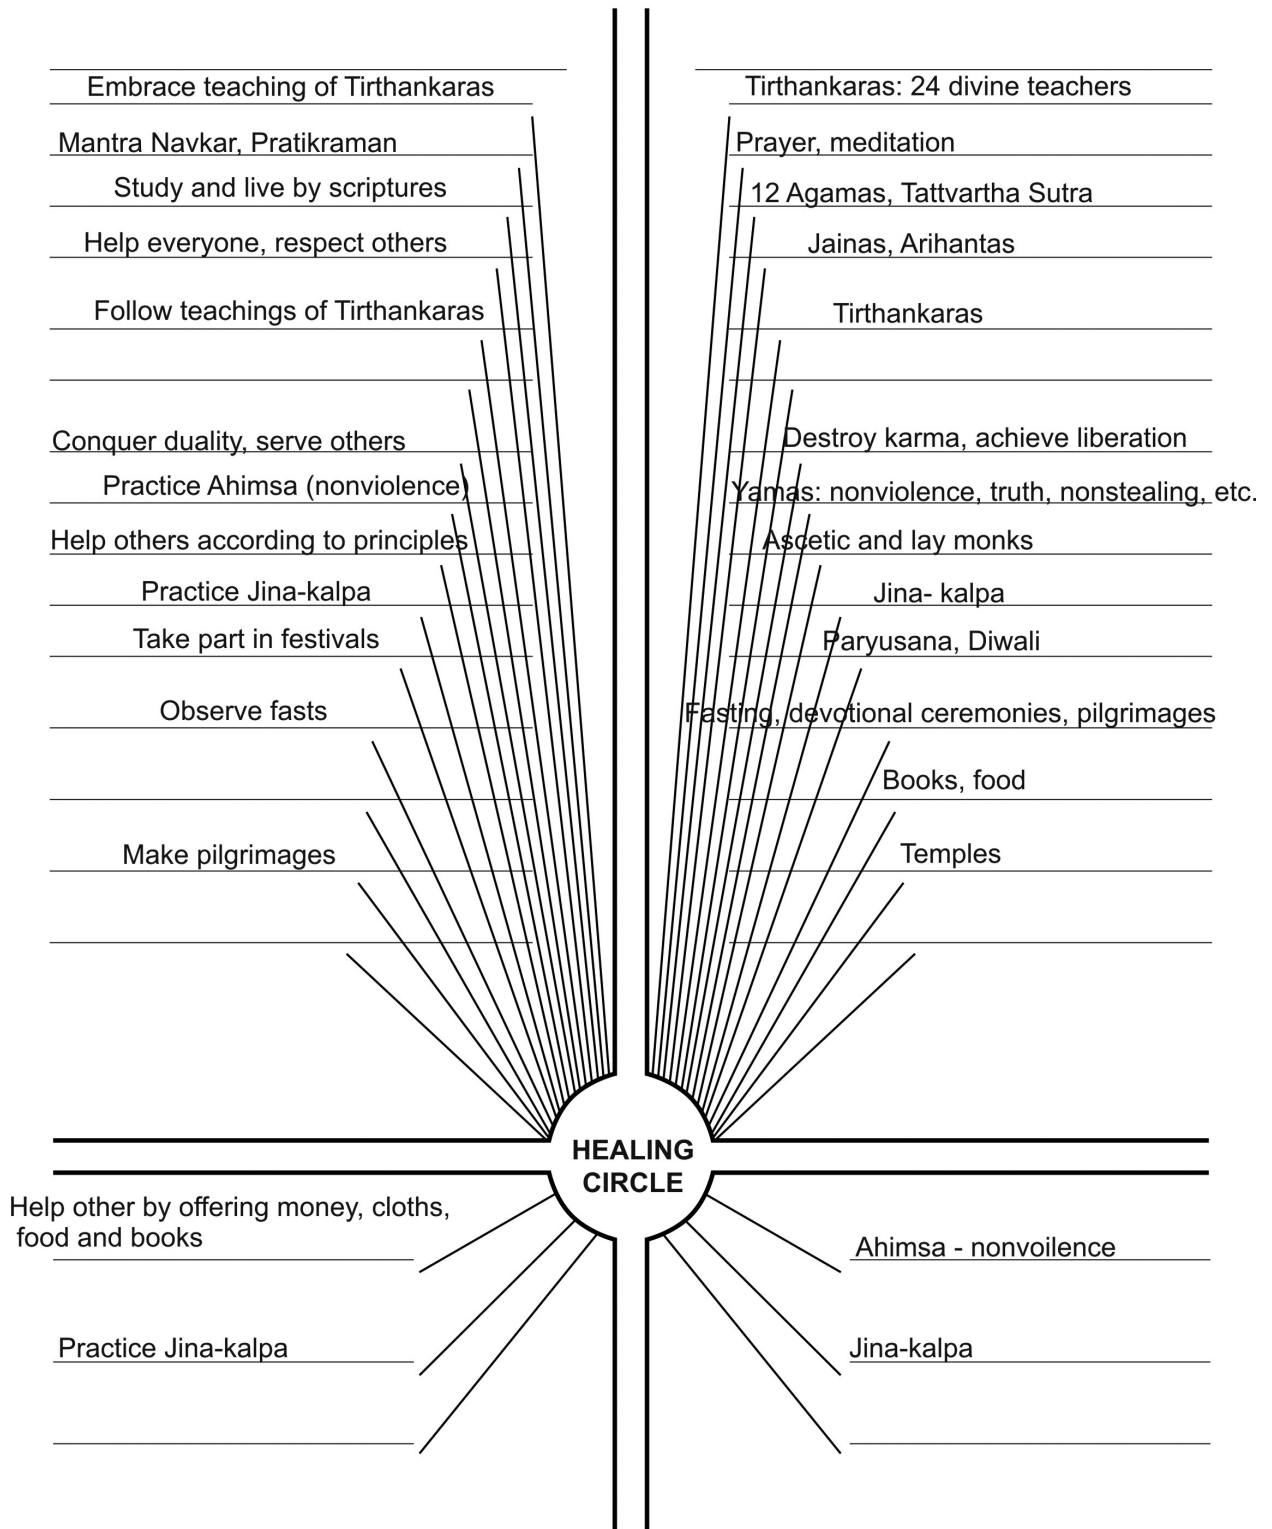 Embrace teaching of Tirthankaras
Tirthankaras: 24 divine teachers
Mantra Navkar, Pratikraman
Prayer, meditation
Study and live by scriptures
12 Agamas, Tattvartha Sutra
Help everyone, respect others
Jainas, Arihantas
Follow teachings of Tirthankaras
Tirthankaras
Conquer duality, serve others
Destroy karma, achieve liberation
Practice Ahimsa (nonviolence)
Yamas: nonviolence, truth, nonstealing, etc.
Help others according to principles
Ascetic and lay monks
Practice Jina-kalpa
Jina- kalpa
Take part in festivals
Paryusana, Diwali
Observe fasts
Fasting, devotional ceremonies, pilgrimages
Books, food
Make pilgrimages
Temples
HEALING
CIRCLE
Help other by offering money, cloths,
food and books
Ahimsa - nonvoilence
Practice Jina-kalpa
Jina-kalpa